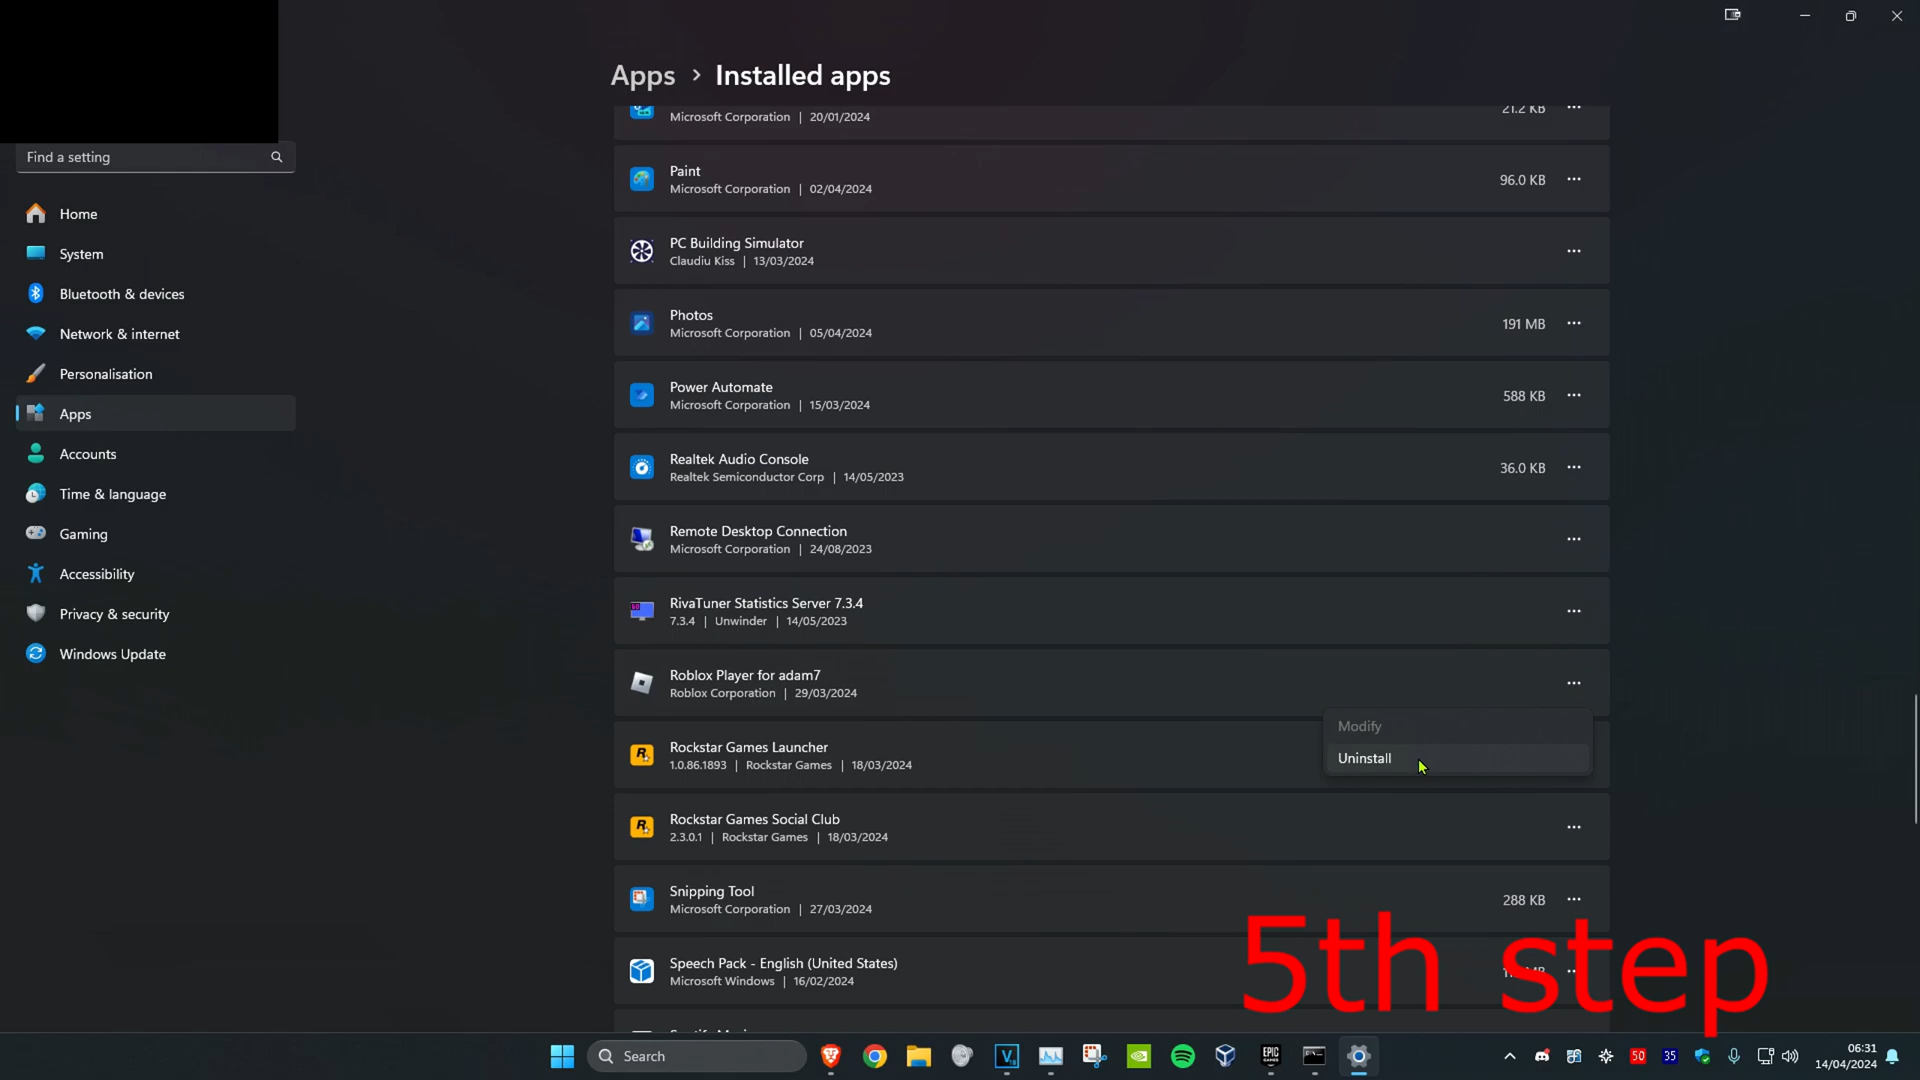 Apps > Installed apps
Find a setting
Home
System
Bluetooth & devices
Network & internet
Personalisation
Apps
Accounts
Time & language
Gaming
Accessibility
Privacy & security
Windows Update
Microsoft Corporation | 20/01/2024
21.2 KB
Paint
Microsoft Corporation | 02/04/2024
96.0 KB
PC Building Simulator
Claudiu Kiss | 13/03/2024
Photos
Microsoft Corporation | 05/04/2024
191 MB
Power Automate
Microsoft Corporation | 15/03/2024
588 KB
Realtek Audio Console
Realtek Semiconductor Corp | 14/05/2023
36.0 KB
Remote Desktop Connection
Microsoft Corporation | 24/08/2023
RivaTuner Statistics Server 7.3.4
7.3.4 | Unwinder | 14/05/2023
Roblox Player for adam7
Roblox Corporation | 29/03/2024
Modify
Uninstall
Rockstar Games Launcher
1.0.86.1893 | Rockstar Games | 18/03/2024
Rockstar Games Social Club
2.3.0.1 | Rockstar Games | 18/03/2024
Snipping Tool
Microsoft Corporation | 27/03/2024
288 KB
Speech Pack - English (United States)
Microsoft Windows | 16/02/2024
5th step
Search
EPIC
GAMES
50
35
06:31
14/04/2024